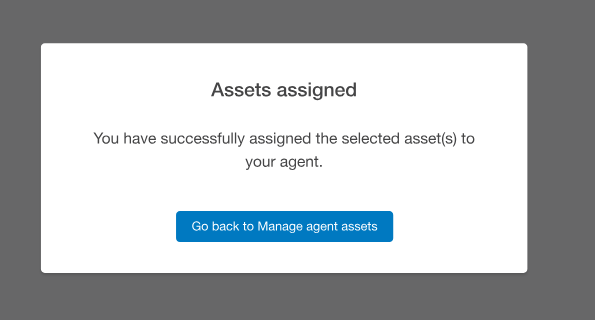 Assets assigned
You have successfully assigned the selected asset(s) to
your agent.
Go back to Manage agent assets